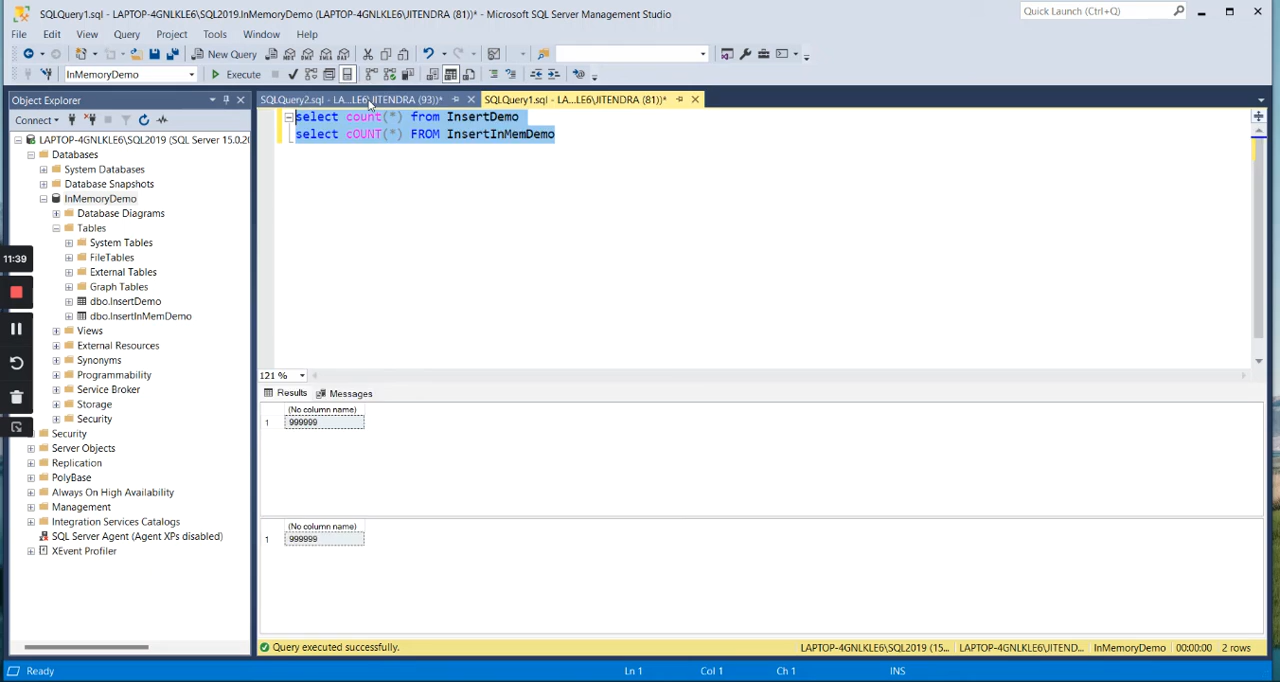 SQLQuery1.sql - LAPTOP-4GNLKLE6\SQL2019.InMemoryDemo (LAPTOP-4GNLKLE6\JITENDRA (81))* - Microsoft SQL Server Management Studio
Quick Launch (Ctrl+Q)
File Edit View Query Project Tools Window Help
New Query
InMemoryDemo
Execute
Object Explorer
SQLQuery2.sql - LA...LE6\JITENDRA (93))*
SQLQuery1.sql - LA...LE6\JITENDRA (81))*
Connect
select count(*) from InsertDemo
select cOUNT(*) FROM InsertInMemDemo
LAPTOP-4GNLKLE6\SQL2019 (SQL Server 15.0.20
Databases
System Databases
Database Snapshots
InMemoryDemo
Database Diagrams
Tables
System Tables
FileTables
External Tables
Graph Tables
dbo.InsertDemo
dbo.InsertInMemDemo
Views
External Resources
Synonyms
Programmability
Service Broker
Storage
Security
Security
Server Objects
Replication
PolyBase
Always On High Availability
Management
Integration Services Catalogs
SQL Server Agent (Agent XPs disabled)
XEvent Profiler
11:39
121 %
Results Messages
(No column name)
1 999999
(No column name)
1 999999
Query executed successfully.
LAPTOP-4GNLKLE6\SQL2019 (15... LAPTOP-4GNLKLE6\JITEND... InMemoryDemo 00:00:00 2 rows
Ready Ln 1 Col 1 Ch 1 INS